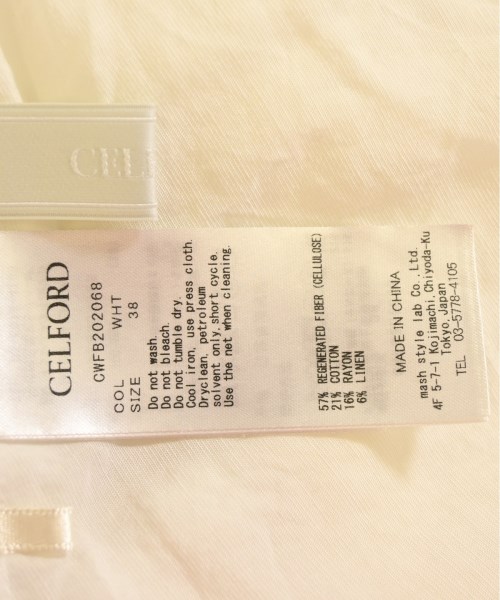 CEL
CELFORD
CWFB202068
COL WHT
SIZE 38
Do not wash.
Do not bleach.
Do not tumble dry.
Cool iron, use press cloth.
Dryclean, petroleum
solvent only, short cycle.
Use the net when cleaning.
57% REGENERATED FIBER (CELLULOSE)
21% COTTON
16% RAYON
6% LINEN
MADE IN CHINA
mash style lab Co.,Ltd.
4F 5-7-1 Kojimachi, Chiyoda-Ku
Tokyo, Japan
TEL 03-5778-4105